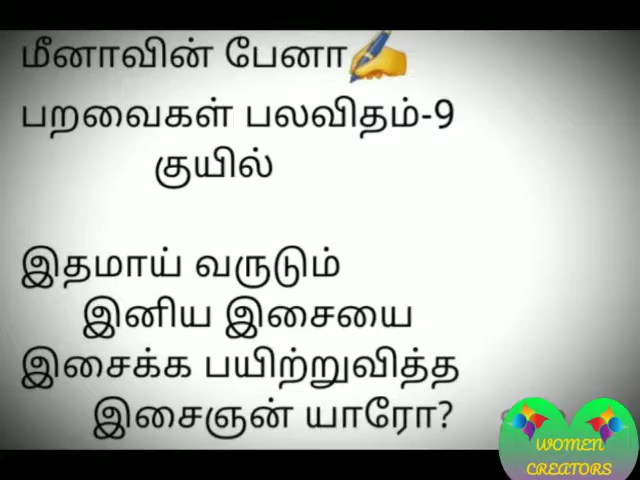 மீனாவின் பேனா✍
பறவைகள் பலவிதம்-9
குயில்
இதமாய் வருடும்
இனிய இசையை
இசைக்க பயிற்றுவித்த
இசைஞன் யாரோ?
WOMEN
CREATORS